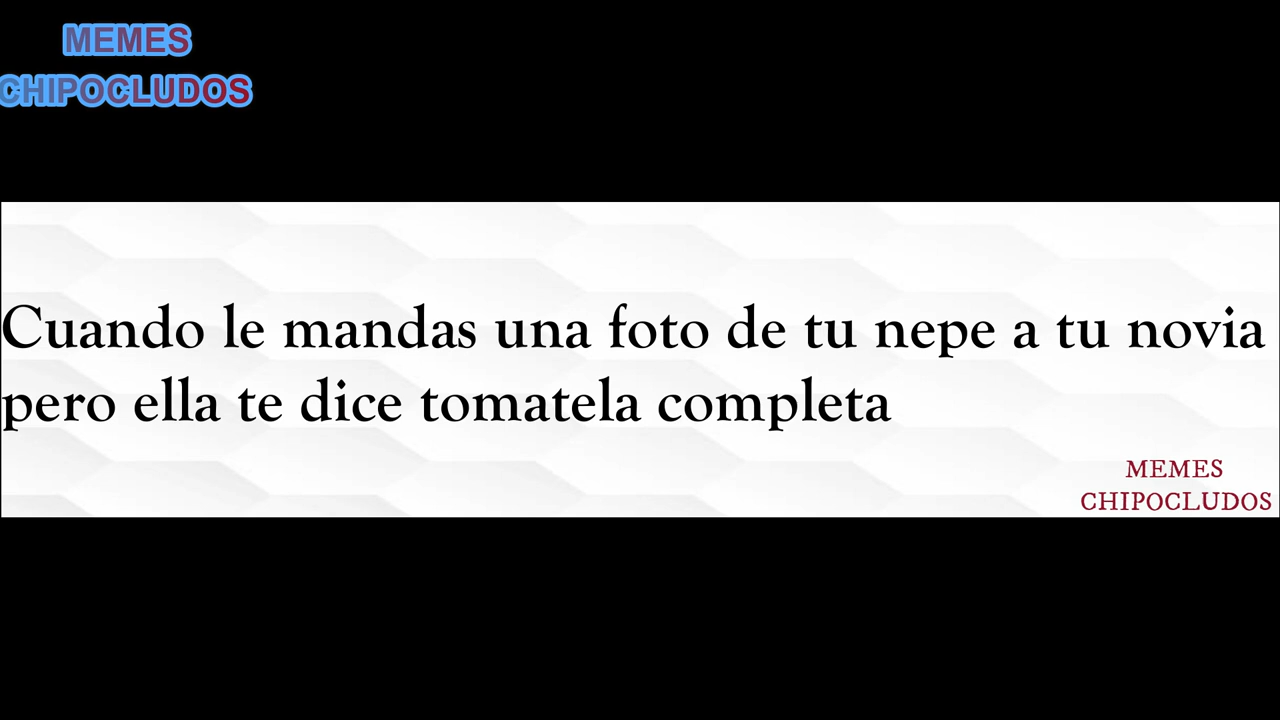 MEMES
CHIPOCLUDOS
Cuando le mandas una foto de tu nepe a tu novia
pero ella te dice tomatela completa
MEMES
CHIPOCLUDOS